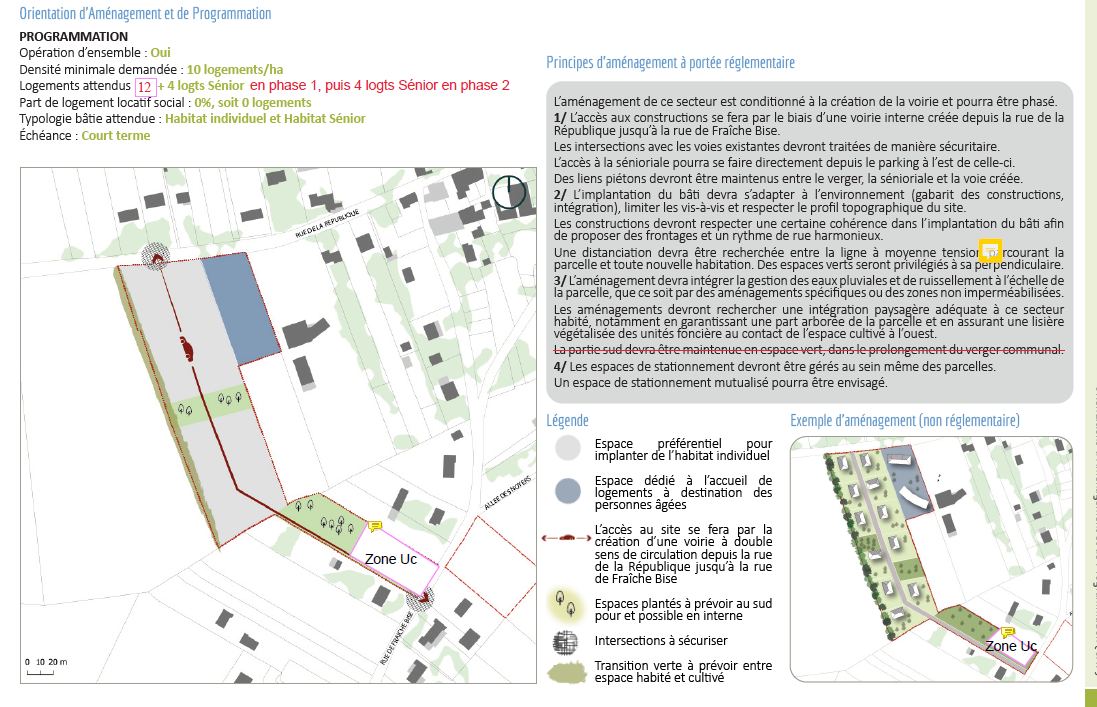 Orientation d'Aménagement et de Programmation
PROGRAMMATION
Opération d'ensemble : Oui
Densité minimale demandée : 10 logements/ha
Logements attendus 12 + 4 logts Sénior en phase 1, puis 4 logts Sénior en phase 2
Part de logement locatif social : 0%, soit 0 logements
Typologie bâtie attendue : Habitat individuel et Habitat Sénior
Échéance : Court terme
RUE DE LA REPUBLIQUE
ALLEE DES NOYERS
Zone Uc
RUE DE FRAICHE BISE
0 10 20 m
Principes d'aménagement à portée réglementaire
L'aménagement de ce secteur est conditionné à la création de la voirie et pourra être phasé.
1/ L'accès aux constructions se fera par le biais d'une voirie interne créée depuis la rue de la
République jusqu'à la rue de Fraîche Bise.
Les intersections avec les voies existantes devront traitées de manière sécuritaire.
L'accès à la sénioriale pourra se faire directement depuis le parking à l'est de celle-ci.
Des liens piétons devront être maintenus entre le verger, la sénioriale et la voie créée.
2/ L'implantation du bâti devra s'adapter à l'environnement (gabarit des constructions,
intégration), limiter les vis-à-vis et respecter le profil topographique du site.
Les constructions devront respecter une certaine cohérence dans l'implantation du bâti afin
de proposer des frontages et un rythme de rue harmonieux.
Une distanciation devra être recherchée entre la ligne à moyenne tension rcourant la
parcelle et toute nouvelle habitation. Des espaces verts seront privilégiés à sa perpendiculaire.
3/ L'aménagement devra intégrer la gestion des eaux pluviales et de ruissellement à l'échelle de
la parcelle, que ce soit par des aménagements spécifiques ou des zones non imperméabilisées.
Les aménagements devront rechercher une intégration paysagère adéquate à ce secteur
habité, notamment en garantissant une part arborée de la parcelle et en assurant une lisière
végétalisée des unités foncière au contact de l'espace cultivé à l'ouest.
La partie sud devra être maintenue en espace vert, dans le prolongement du verger communal.
4/ Les espaces de stationnement devront être gérés au sein même des parcelles.
Un espace de stationnement mutualisé pourra être envisagé.
Légende
Espace préférentiel pour
implanter de l'habitat individuel
Espace dédié à l'accueil de
logements à destination des
personnes âgées
L'accès au site se fera par la
création d'une voirie à double
sens de circulation depuis la rue
de la République jusqu'à la rue
de Fraîche Bise
Espaces plantés à prévoir au sud
pour et possible en interne
Intersections à sécuriser
Transition verte à prévoir entre
espace habité et cultivé
Exemple d'aménagement (non réglementaire)
Zone Uc